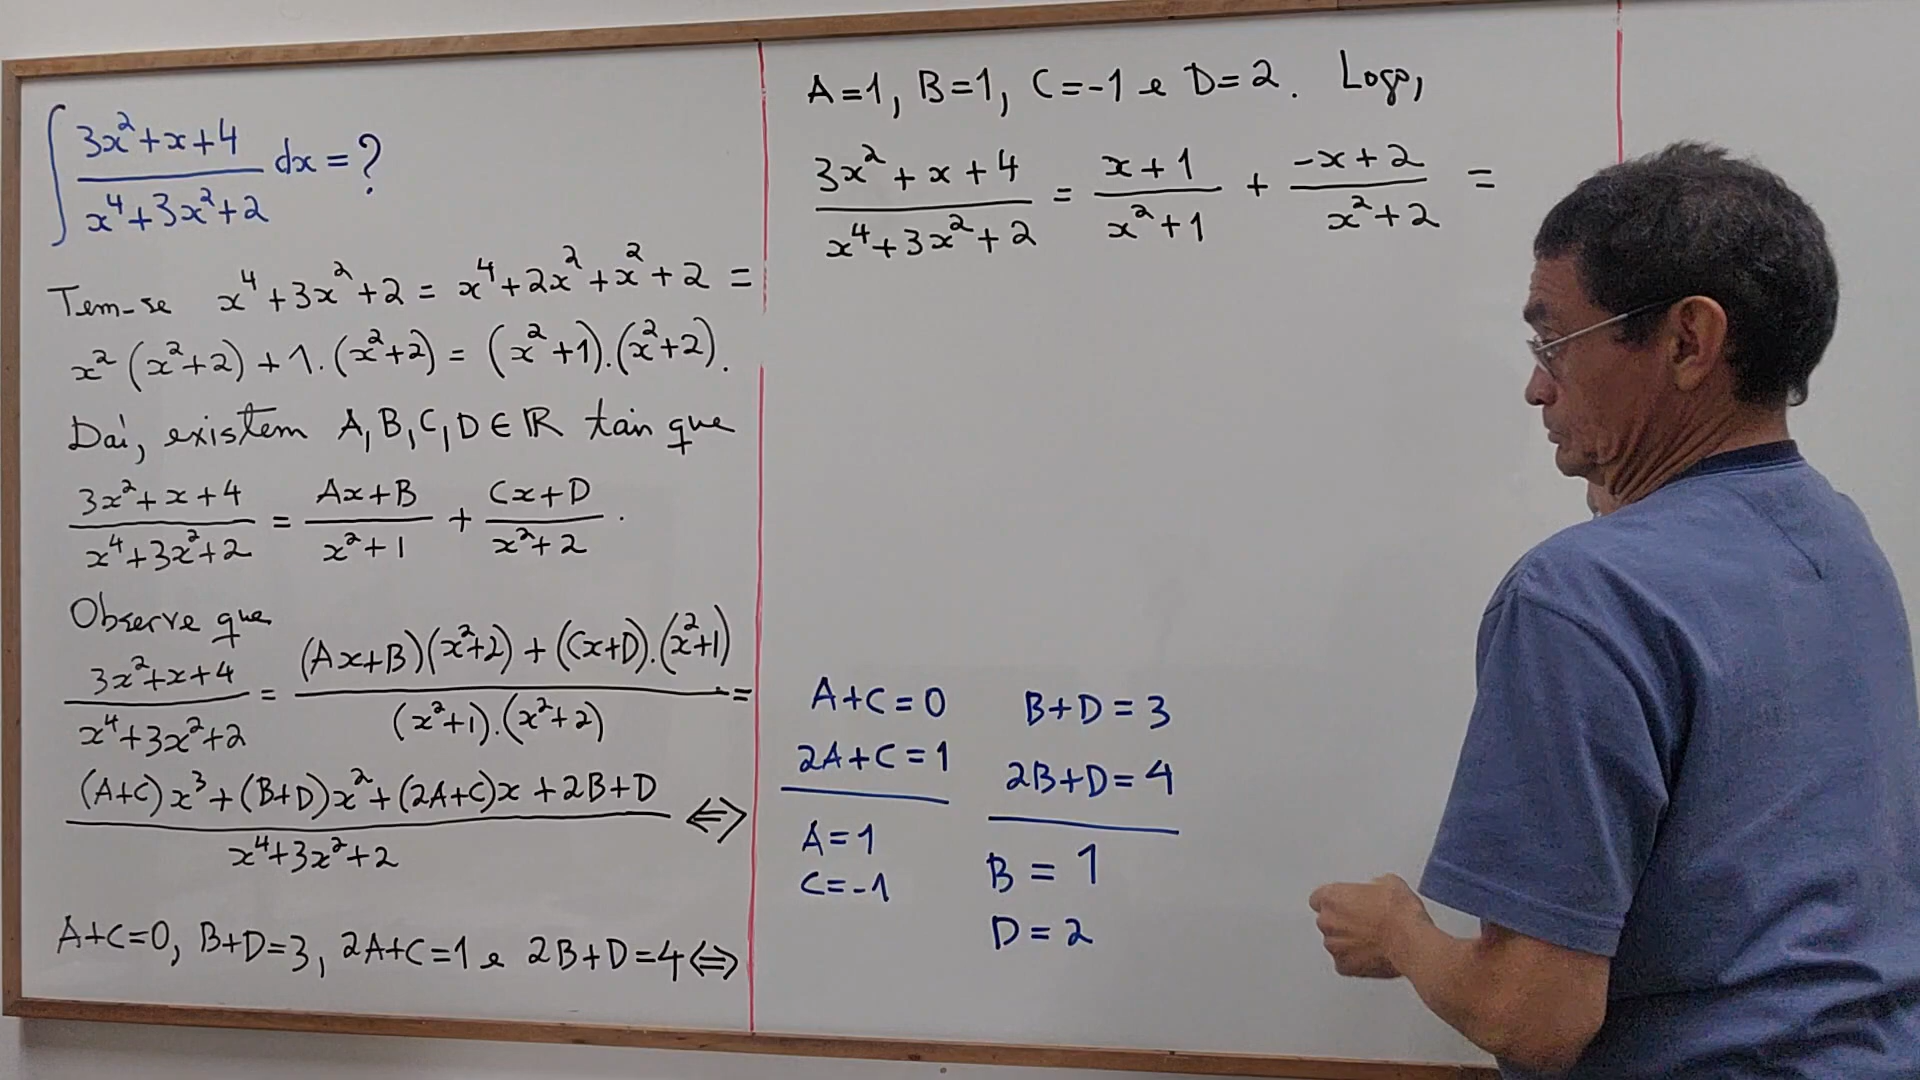 ∫ (3x²+x+4)/(x⁴+3x²+2) dx = ?
Tem-se x⁴+3x²+2 = x⁴+2x²+x²+2 =
x²(x²+2)+1.(x²+2) = (x²+1).(x²+2).
Daí, existem A,B,C,D∈ℝ tais que
(3x²+x+4)/(x⁴+3x²+2) = (Ax+B)/(x²+1) + (Cx+D)/(x²+2).
Observe que
(3x²+x+4)/(x⁴+3x²+2) = ((Ax+B)(x²+2)+(Cx+D).(x²+1))/((x²+1).(x²+2)) =
((A+C)x³+(B+D)x²+(2A+C)x+2B+D)/(x⁴+3x²+2) ⇔
A+C=0, B+D=3, 2A+C=1 e 2B+D=4 ⇔
A=1, B=1, C=-1 e D=2. Logo,
(3x²+x+4)/(x⁴+3x²+2) = (x+1)/(x²+1) + (-x+2)/(x²+2) =
A+C=0
2A+C=1
A=1
C=-1
B+D=3
2B+D=4
B=1
D=2